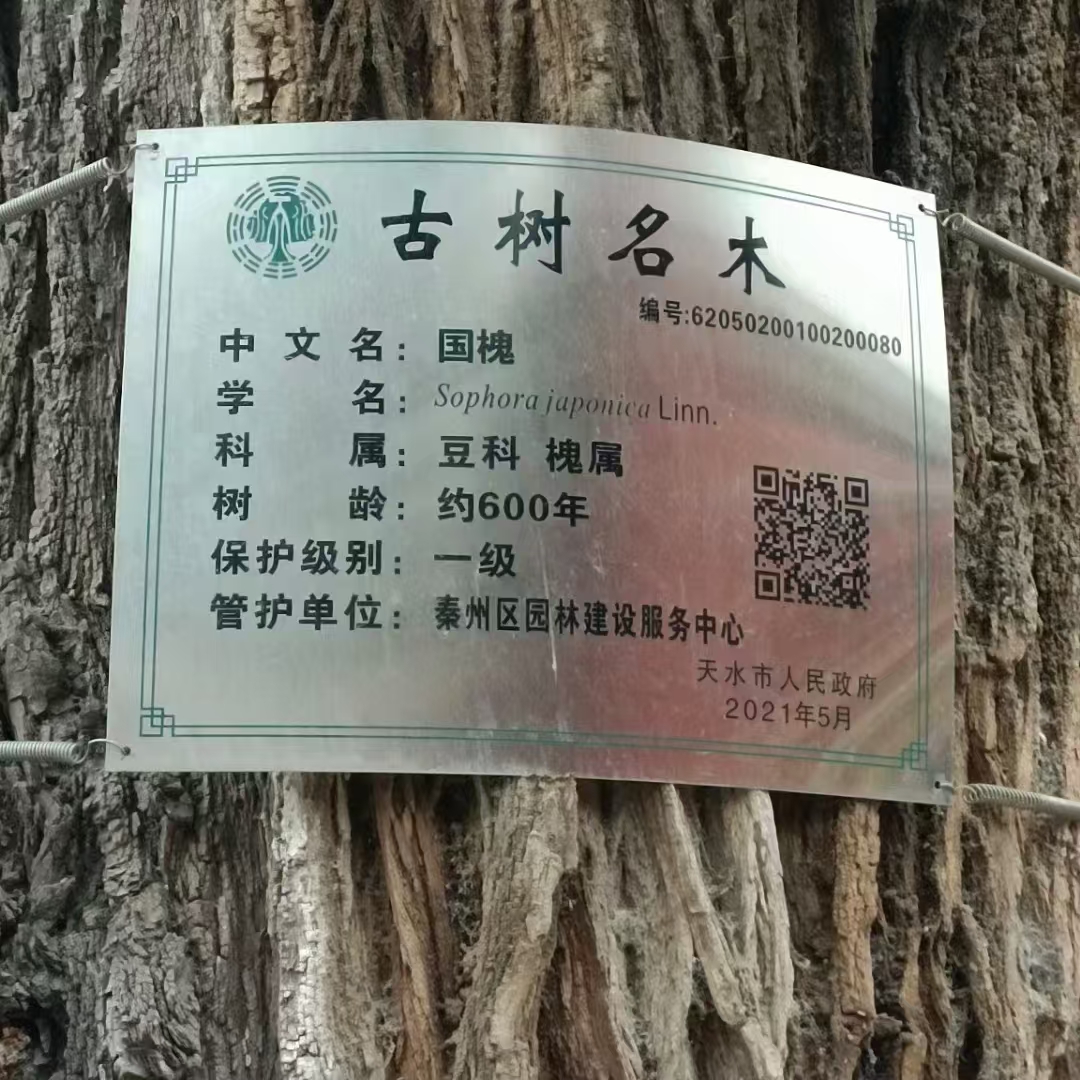 古树名木
编号:62050200100200080
中文名：国槐
学名：Sophora japonica Linn.
科属：豆科 槐属
树龄：约600年
保护级别：一级
管护单位：秦州区园林建设服务中心
天水市人民政府
2021年5月